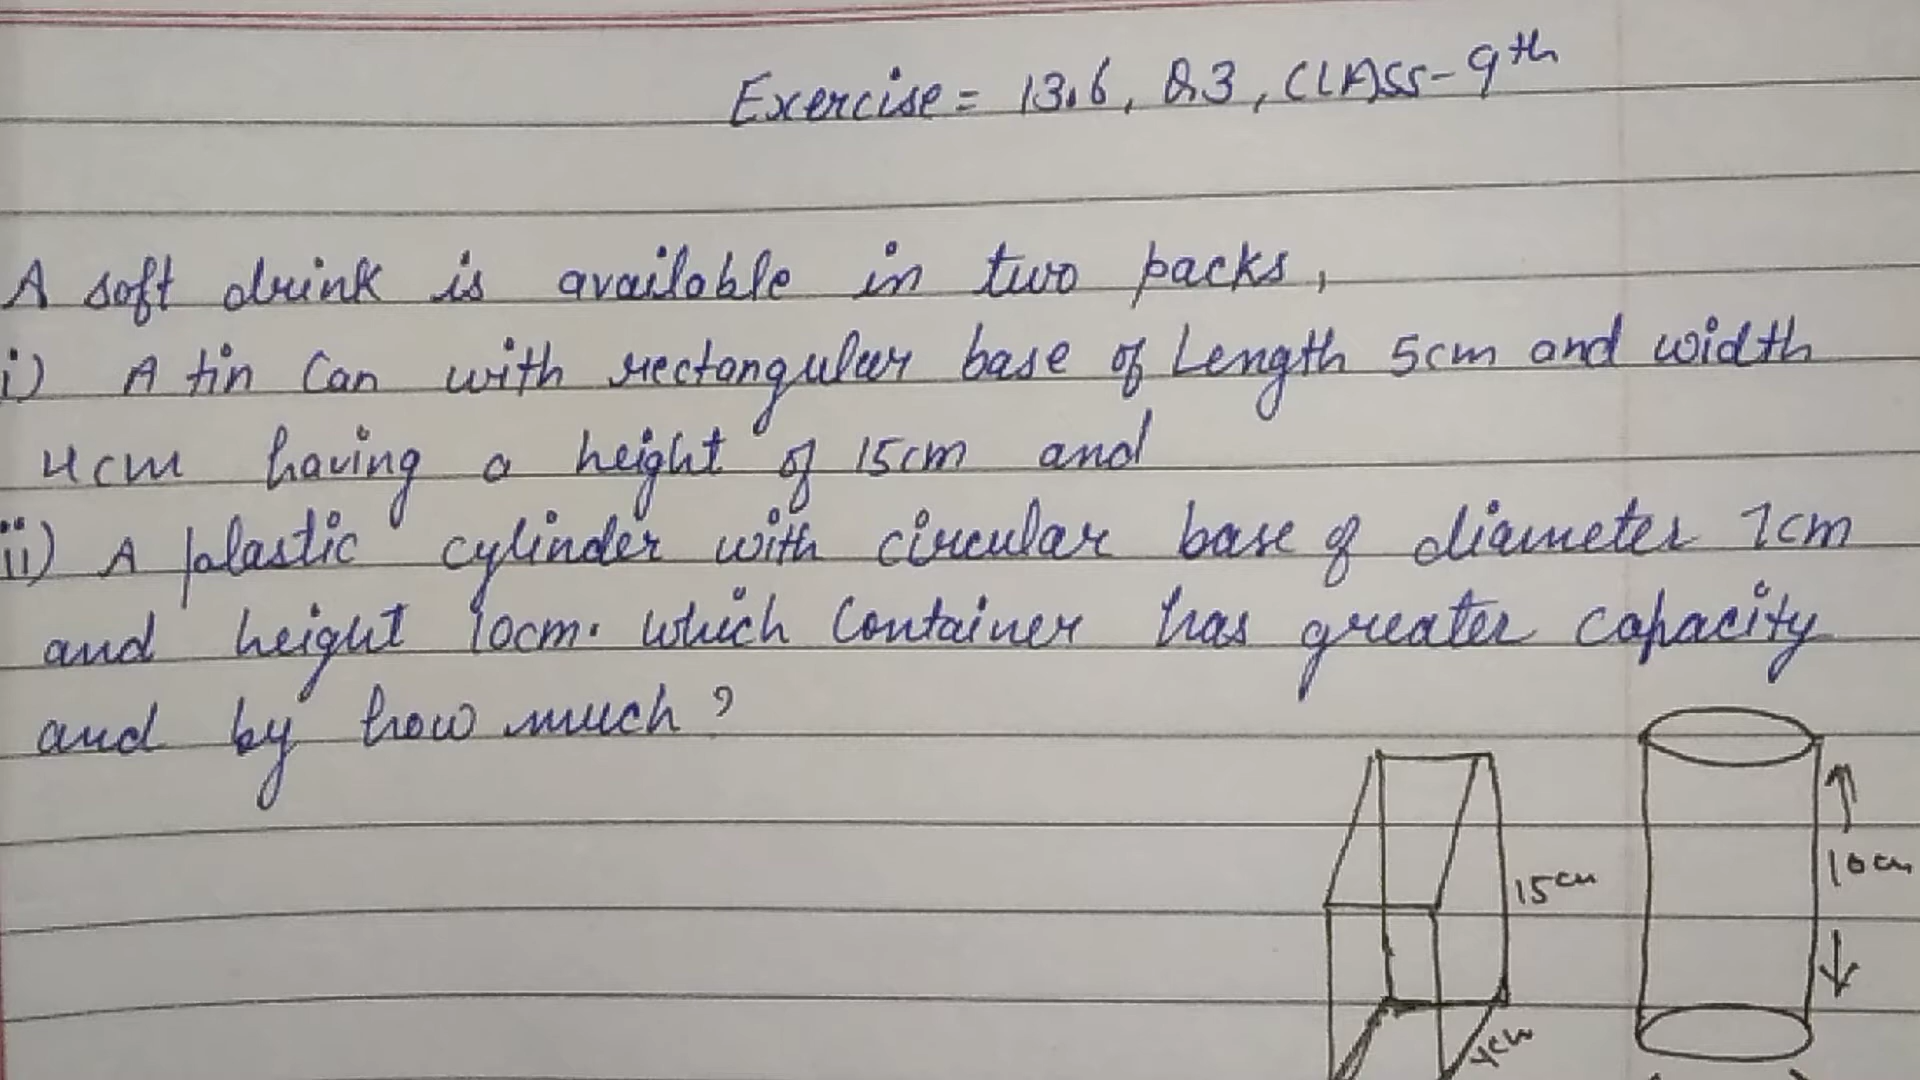 Exercise = 13.6, Q3, CLASS-9th
A soft drink is available in two packs,
i) A tin Can with rectangular base of Length 5cm and width
4cm having a height of 15cm and
ii) A plastic cylinder with circular base of diameter 7cm
and height 10cm. which Container has greater capacity
and by how much?
15cm
10cm
4cm